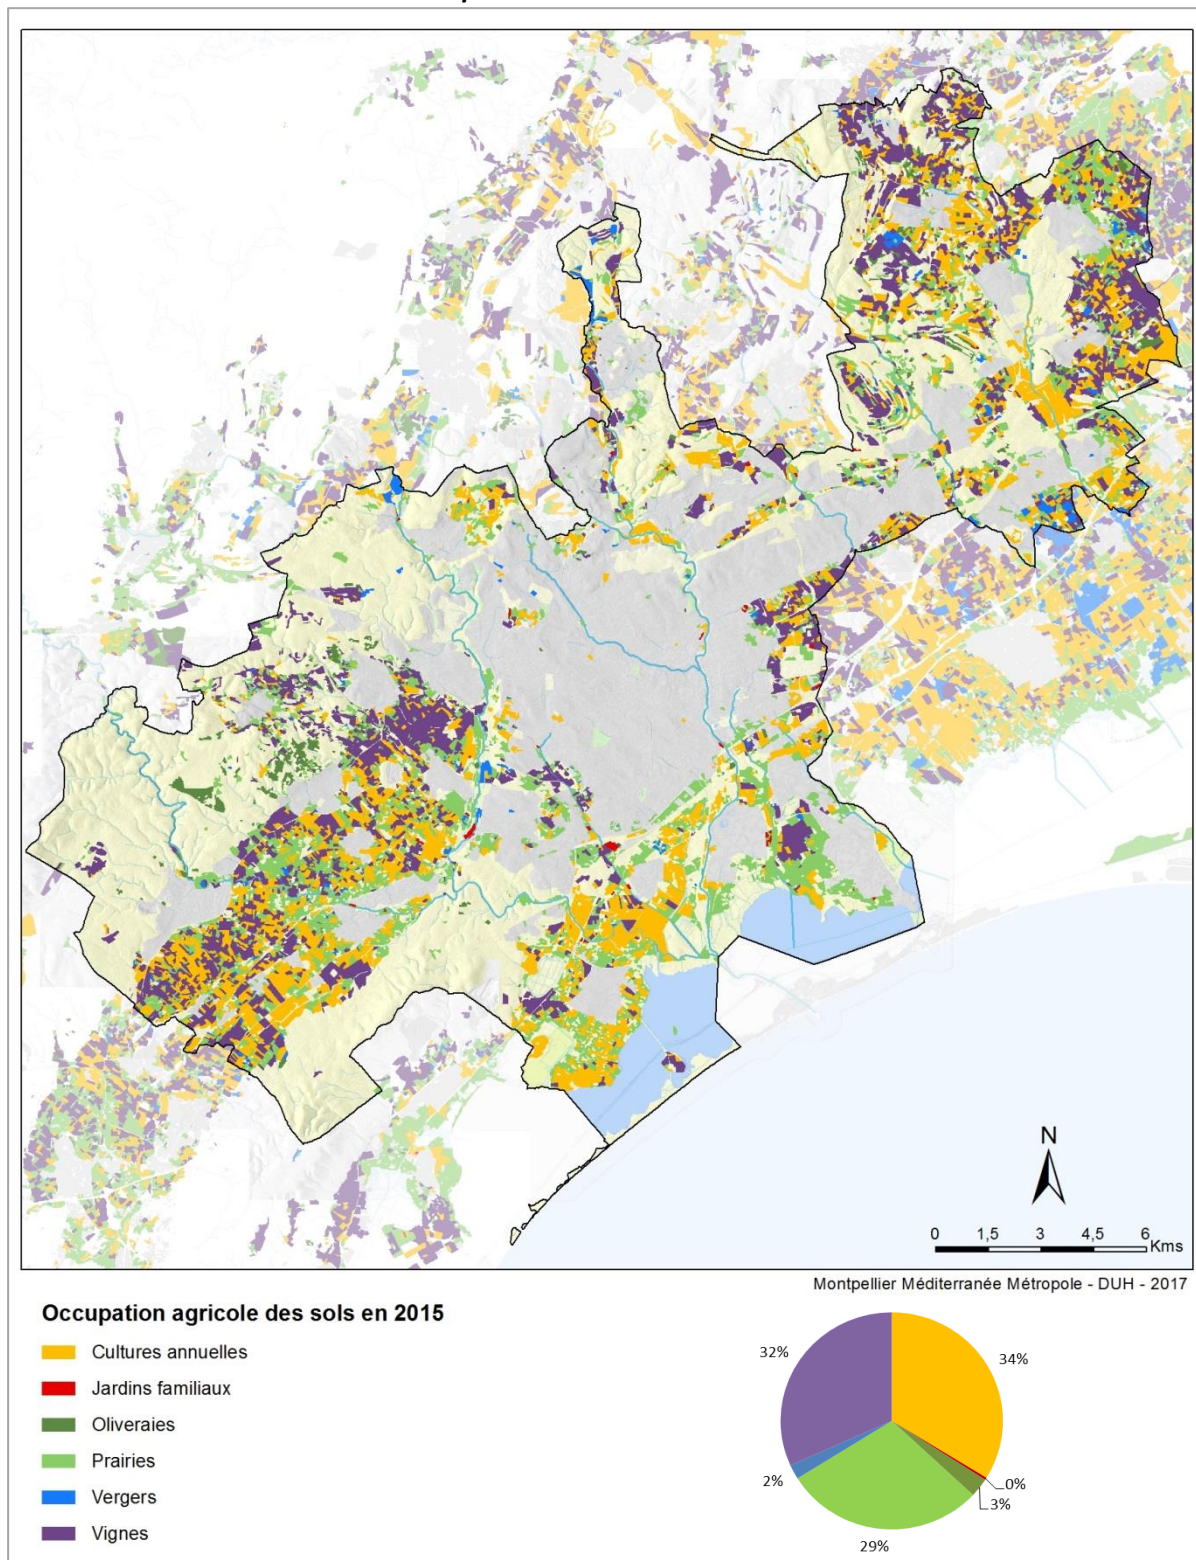 N
0 1,5 3 4,5 6
Kms
Montpellier Méditerranée Métropole - DUH - 2017
Occupation agricole des sols en 2015
Cultures annuelles
Jardins familiaux
Oliveraies
Prairies
Vergers
Vignes
32%
34%
0%
3%
2%
29%